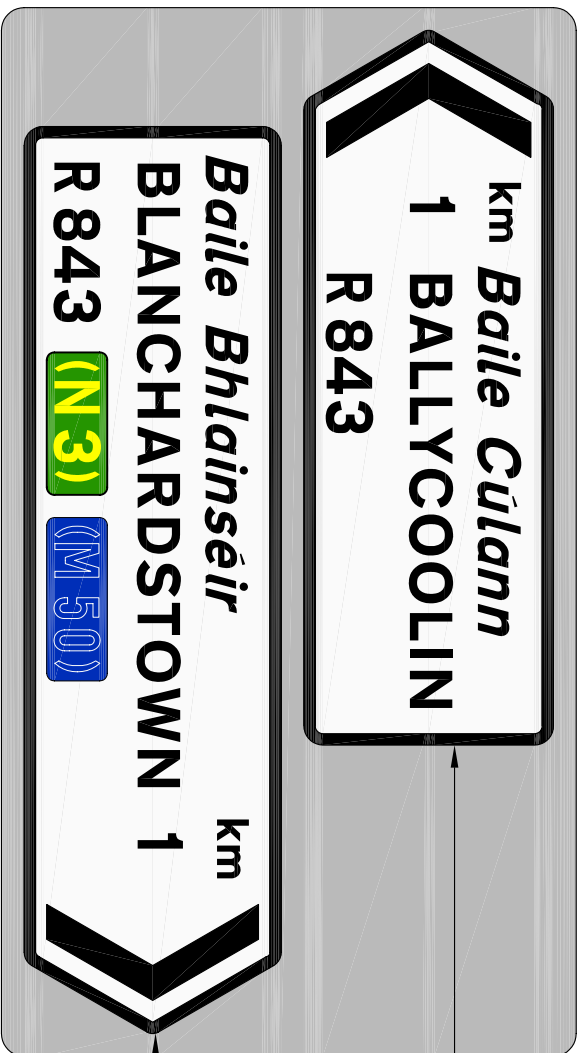 km Baile Cúlann
1 BALLYCOOLIN
R 843
Baile Bhlainséir km
BLANCHARDSTOWN 1
R 843 (N 3) (M 50)